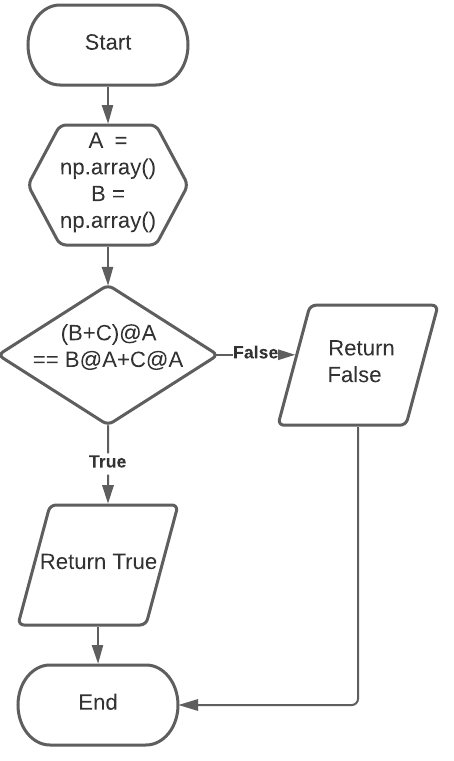 Start
A =
np.array()
B =
np.array()
(B+C)@A
== B@A+C@A
False
Return
False
True
Return True
End